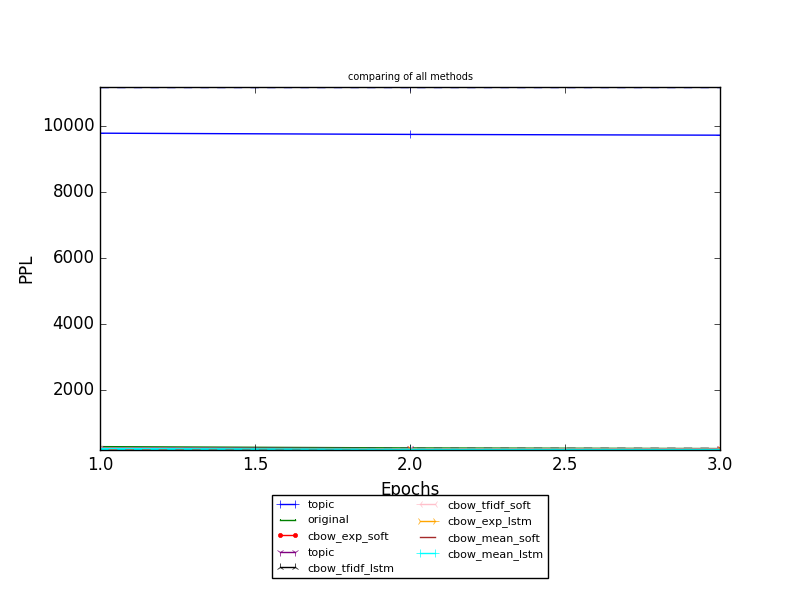 comparing of all methods
10000
8000
6000
4000
2000
PPL
1.0 1.5 2.0 2.5 3.0
Epochs
topic
original
cbow_exp_soft
topic
cbow_tfidf_lstm
cbow_tfidf_soft
cbow_exp_lstm
cbow_mean_soft
cbow_mean_lstm